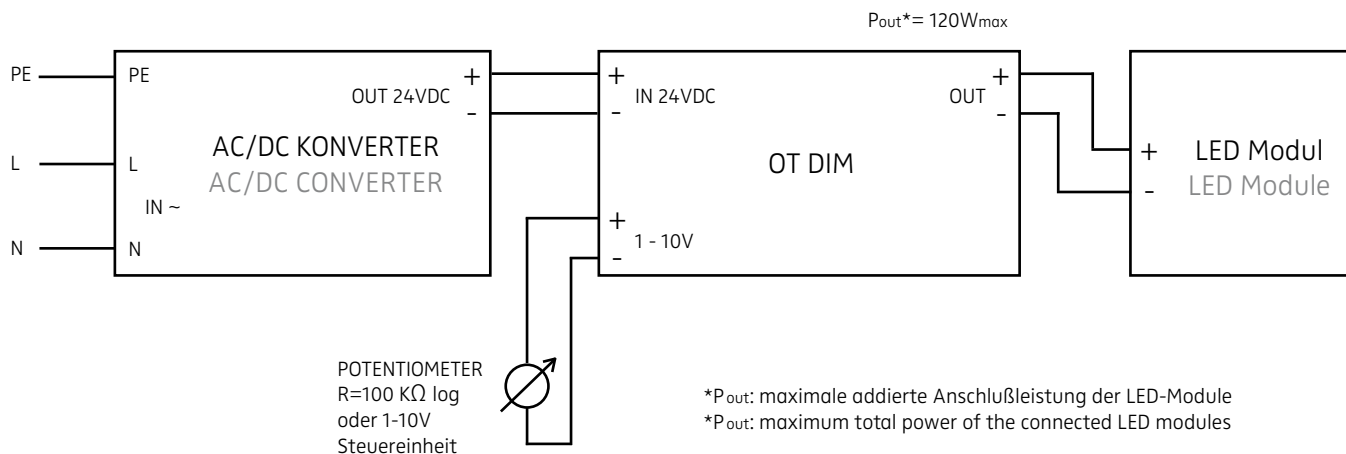 Pout*= 120Wmax
PE
PE
+
OUT 24VDC
-
AC/DC KONVERTER
AC/DC CONVERTER
L
L
IN ~
N
N
+
IN 24VDC
-
OT DIM
+
OUT
-
+
1 - 10V
-
+
-
LED Modul
LED Module
POTENTIOMETER
R=100 KΩ log
oder 1-10V
Steuereinheit
*Pout: maximale addierte Anschlußleistung der LED-Module
*Pout: maximum total power of the connected LED modules